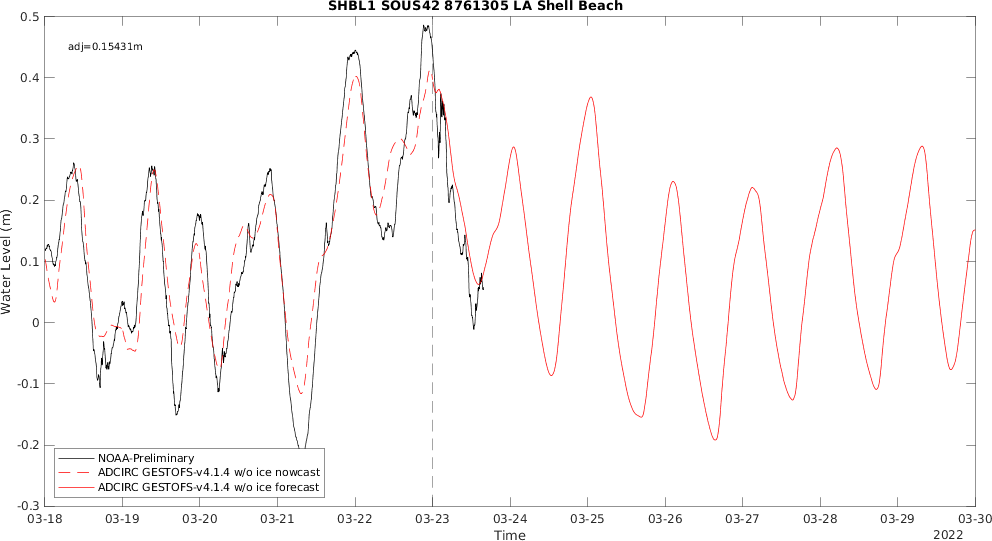 SHBL1 SOUS42 8761305 LA Shell Beach
adj=0.15431m
0.5
0.4
0.3
0.2
0.1
0
-0.1
-0.2
-0.3
Water Level (m)
NOAA-Preliminary
ADCIRC GESTOFS-v4.1.4 w/o ice nowcast
ADCIRC GESTOFS-v4.1.4 w/o ice forecast
03-18 03-19 03-20 03-21 03-22 03-23 03-24 03-25 03-26 03-27 03-28 03-29 03-30
Time
2022